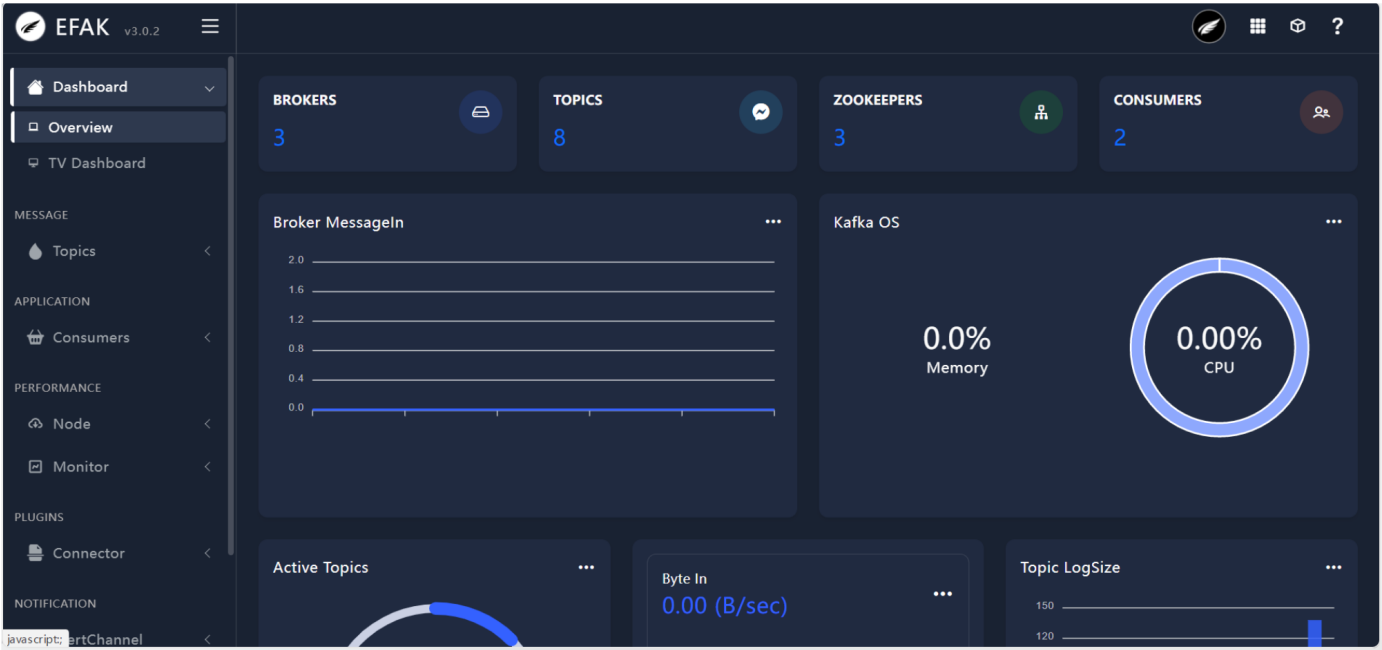 EFAK v3.0.2
?
Dashboard
Overview
TV Dashboard
MESSAGE
Topics
APPLICATION
Consumers
PERFORMANCE
Node
Monitor
PLUGINS
Connector
NOTIFICATION
ertChannel
javascript:;
BROKERS
3
TOPICS
8
ZOOKEEPERS
3
CONSUMERS
2
Broker MessageIn
2.0
1.6
1.2
0.8
0.4
0.0
Kafka OS
0.0%
Memory
0.00%
CPU
Active Topics
Byte In
0.00 (B/sec)
Topic LogSize
150
120